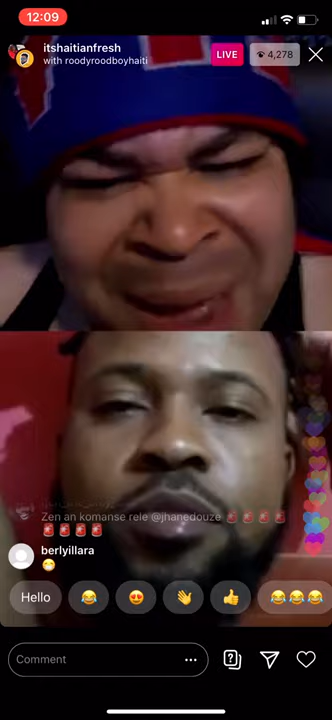 12:09
itshaitianfresh
with roodyroodboyhaiti
LIVE
4,278
Zen an komanse rele @jhanedouze 🚨 🚨 🚨 🚨
🚨 🚨 🚨 🚨
berlyillara
😁
Hello
😂 😍 👋 👍 😂😂😂
Comment